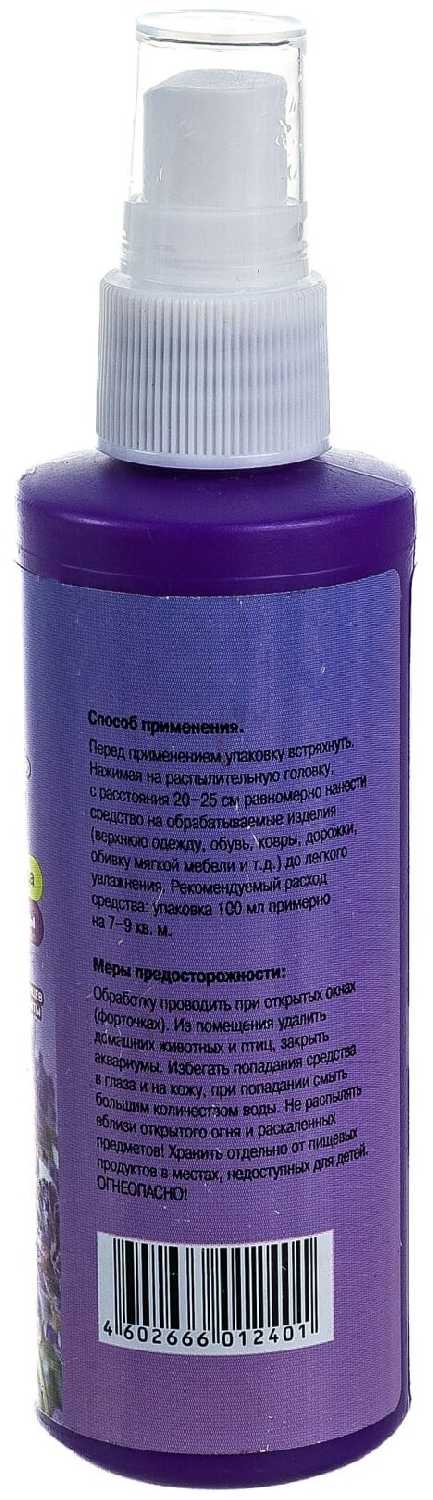 Способ применения.
Перед применением упаковку встряхнуть.
Нажимая на распылительную головку,
с расстояния 20-25 см равномерно нанести
средство на обрабатываемые изделия
(верхнюю одежду, обувь, ковры, дорожки,
обивку мягкой мебели и т.д.) до легкого
увлажнения. Рекомендуемый расход
средства: упаковка 100 мл примерно
на 7-9 кв. м.
Меры предосторожности:
Обработку проводить при открытых окнах
(форточках). Из помещения удалить
домашних животных и птиц, закрыть
аквариумы. Избегать попадания средства
в глаза и на кожу, при попадании смыть
большим количеством воды. Не распылять
вблизи открытого огня и раскаленных
предметов! Хранить отдельно от пищевых
продуктов в местах, недоступных для детей.
ОГНЕОПАСНО!
4 602666 012401